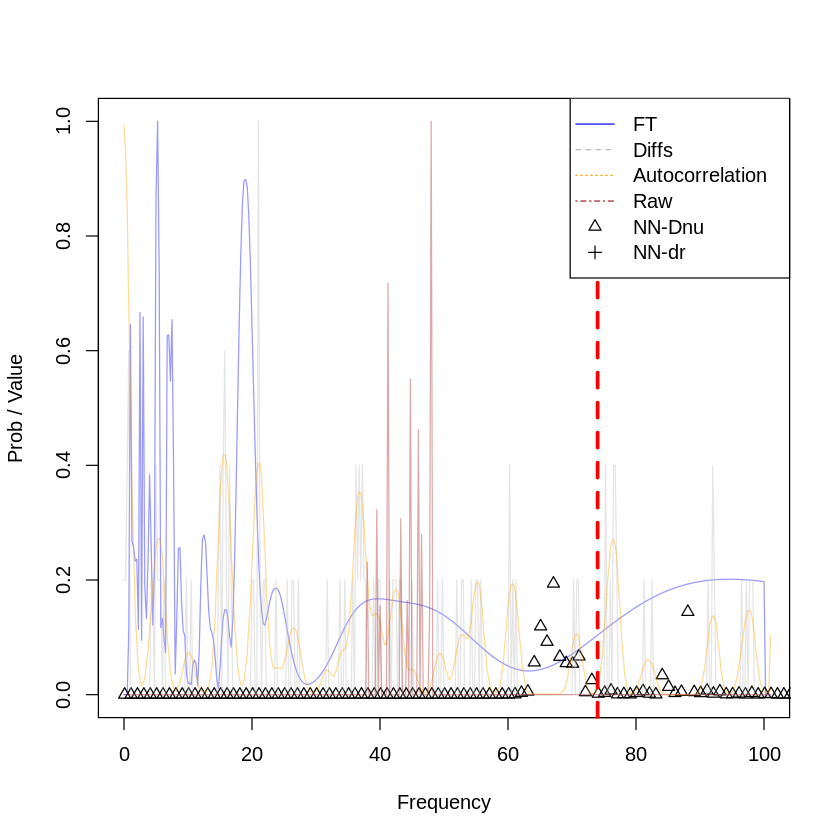 FT
Diffs
Autocorrelation
Raw
NN-Dnu
NN-dr
1.0
0.8
0.6
0.4
0.2
0.0
Prob / Value
0 20 40 60 80 100
Frequency